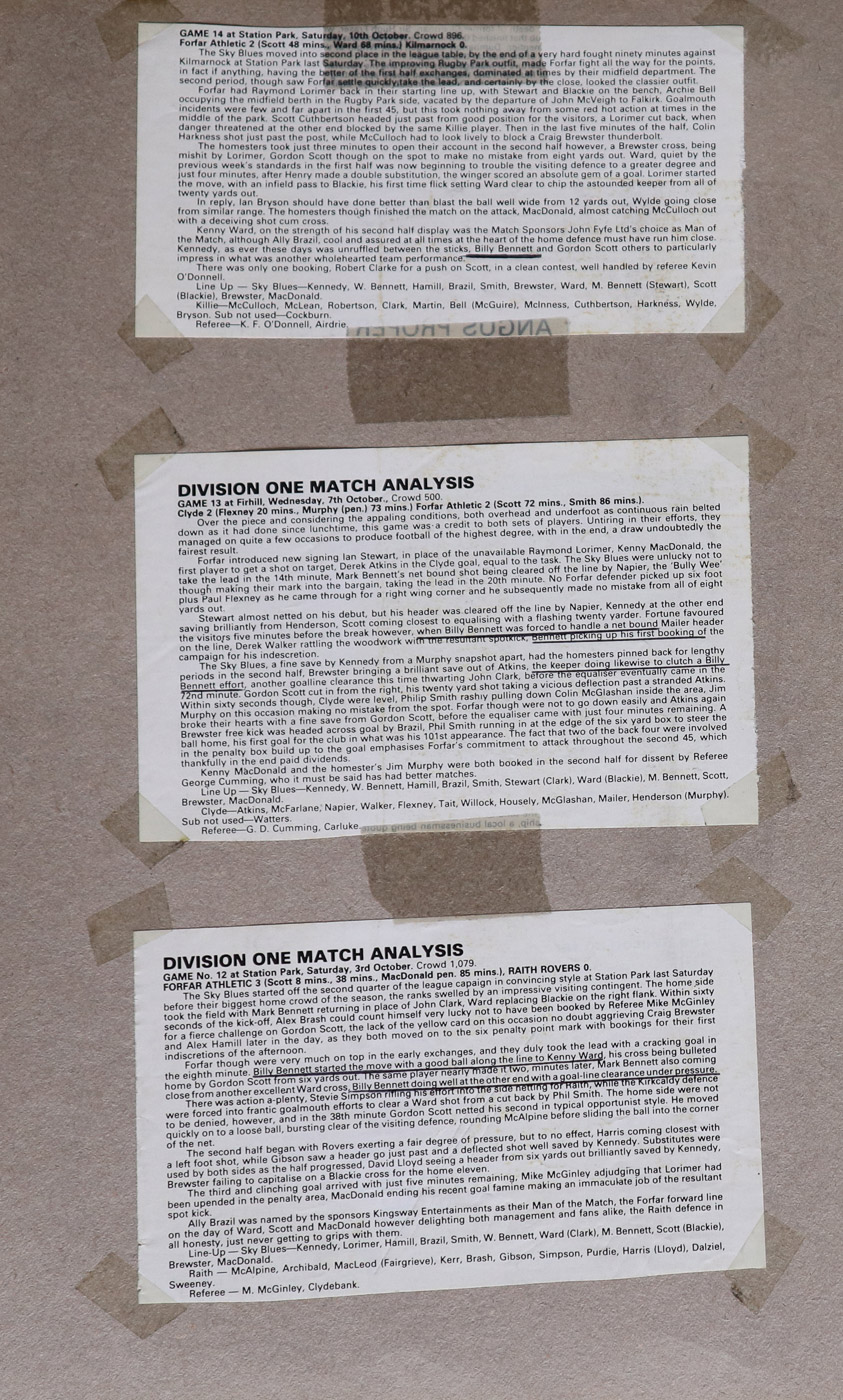 GAME 14 at Station Park, Saturday, 10th October. Crowd 896.
Forfar Athletic 2 (Scott 48 mins., Ward 68 mins.) Kilmarnock 0.
The Sky Blues moved into second place in the league table, by the end of a very hard fought ninety minutes against
Kilmarnock at Station Park last Saturday. The improving Rugby Park outfit, made Forfar fight all the way for the points,
in fact if anything, having the better of the first half exchanges, dominated at times by their midfield department. The
second period, though saw Forfar settle quickly, take the lead, and certainly by the close, looked the classier outfit.
Forfar had Raymond Lorimer back in their starting line up, with Stewart and Blackie on the bench, Archie Bell
occupying the midfield berth in the Rugby Park side, vacated by the departure of John McVeigh to Falkirk. Goalmouth
incidents were few and far apart in the first 45, but this took nothing away from some red hot action at times in the
middle of the park. Scott Cuthbertson headed just past from good position for the visitors, a Lorimer cut back, when
danger threatened at the other end blocked by the same Killie player. Then in the last five minutes of the half, Colin
Harkness shot just past the post, while McCulloch had to look lively to block a Craig Brewster thunderbolt.
The homesters took just three minutes to open their account in the second half however, a Brewster cross, being
mishit by Lorimer, Gordon Scott though on the spot to make no mistake from eight yards out. Ward, quiet by the
previous week's standards in the first half was now beginning to trouble the visiting defence to a greater degree and
just four minutes, after Henry made a double substitution, the winger scored an absolute gem of a goal. Lorimer started
the move, with an infield pass to Blackie, his first time flick setting Ward clear to chip the astounded keeper from all of
twenty yards out.
In reply, Ian Bryson should have done better than blast the ball well wide from 12 yards out, Wylde going close
from similar range. The homesters though finished the match on the attack, MacDonald, almost catching McCulloch out
with a deceiving shot cum cross.
Kenny Ward, on the strength of his second half display was the Match Sponsors John Fyfe Ltd's choice as Man of
the Match, although Ally Brazil, cool and assured at all times at the heart of the home defence must have run him close.
Kennedy, as ever these days was unruffled between the sticks, Billy Bennett and Gordon Scott others to particularly
impress in what was another wholehearted team performance.
There was only one booking, Robert Clarke for a push on Scott, in a clean contest, well handled by referee Kevin
O'Donnell.
Line Up — Sky Blues—Kennedy, W. Bennett, Hamill, Brazil, Smith, Brewster, Ward, M. Bennett (Stewart), Scott
(Blackie), Brewster, MacDonald.
Killie—McCulloch, McLean, Robertson, Clark, Martin, Bell (McGuire), McInness, Cuthbertson, Harkness, Wylde,
Bryson. Sub not used—Cockburn.
Referee—K. F. O'Donnell, Airdrie.
ANGUS PROPER
DIVISION ONE MATCH ANALYSIS
GAME 13 at Firhill, Wednesday, 7th October., Crowd 500.
Clyde 2 (Flexney 20 mins., Murphy (pen.) 73 mins.) Forfar Athletic 2 (Scott 72 mins., Smith 86 mins.).
Over the piece and considering the appaling conditions, both overhead and underfoot as continuous rain belted
down as it had done since lunchtime, this game was a credit to both sets of players. Untiring in their efforts, they
managed on quite a few occasions to produce football of the highest degree, with in the end, a draw undoubtedly the
fairest result.
Forfar introduced new signing Ian Stewart, in place of the unavailable Raymond Lorimer, Kenny MacDonald, the
first player to get a shot on target, Derek Atkins in the Clyde goal, equal to the task. The Sky Blues were unlucky not to
take the lead in the 14th minute, Mark Bennett's net bound shot being cleared off the line by Napier, the 'Bully Wee'
though making their mark into the bargain, taking the lead in the 20th minute. No Forfar defender picked up six foot
plus Paul Flexney as he came through for a right wing corner and he subsequently made no mistake from all of eight
yards out.
Stewart almost netted on his debut, but his header was cleared off the line by Napier, Kennedy at the other end
saving brilliantly from Henderson, Scott coming closest to equalising with a flashing twenty yarder. Fortune favoured
the visitors five minutes before the break however, when Billy Bennett was forced to handle a net bound Mailer header
on the line, Derek Walker rattling the woodwork with the resultant spotkick, Bennett picking up his first booking of the
campaign for his indescretion.
The Sky Blues, a fine save by Kennedy from a Murphy snapshot apart, had the homesters pinned back for lengthy
periods in the second half, Brewster bringing a brilliant save out of Atkins, the keeper doing likewise to clutch a Billy
Bennett effort, another goalline clearance this time thwarting John Clark, before the equaliser eventually came in the
72nd minute. Gordon Scott cut in from the right, his twenty yard shot taking a vicious deflection past a stranded Atkins.
Within sixty seconds though, Clyde were level, Philip Smith rashly pulling down Colin McGlashan inside the area, Jim
Murphy on this occasion making no mistake from the spot. Forfar though were not to go down easily and Atkins again
broke their hearts with a fine save from Gordon Scott, before the equaliser came with just four minutes remaining. A
Brewster free kick was headed across goal by Brazil, Phil Smith running in at the edge of the six yard box to steer the
ball home, his first goal for the club in what was his 101st appearance. The fact that two of the back four were involved
in the penalty box build up to the goal emphasises Forfar's commitment to attack throughout the second 45, which
thankfully in the end paid dividends.
Kenny MacDonald and the homester's Jim Murphy were both booked in the second half for dissent by Referee
George Cumming, who it must be said has had better matches.
Line Up — Sky Blues—Kennedy, W. Bennett, Hamill, Brazil, Smith, Stewart (Clark), Ward (Blackie), M. Bennett, Scott,
Brewster, MacDonald.
Clyde—Atkins, McFarlane, Napier, Walker, Flexney, Tait, Willock, Housely, McGlashan, Mailer, Henderson (Murphy).
Sub not used—Watters.
Referee—G. D. Cumming, Carluke.
ship, a local businessman being quote
DIVISION ONE MATCH ANALYSIS
GAME No. 12 at Station Park, Saturday, 3rd October. Crowd 1,079.
FORFAR ATHLETIC 3 (Scott 8 mins., 38 mins., MacDonald pen. 85 mins.), RAITH ROVERS 0.
The Sky Blues started off the second quarter of the league capaign in convincing style at Station Park last Saturday
before their biggest home crowd of the season, the ranks swelled by an impressive visiting contingent. The home side
took the field with Mark Bennett returning in place of John Clark, Ward replacing Blackie on the right flank. Within sixty
seconds of the kick-off, Alex Brash could count himself very lucky not to have been booked by Referee Mike McGinley
for a fierce challenge on Gordon Scott, the lack of the yellow card on this occasion no doubt aggrieving Craig Brewster
and Alex Hamill later in the day, as they both moved on to the six penalty point mark with bookings for their first
indiscretions of the afternoon.
Forfar though were very much on top in the early exchanges, and they duly took the lead with a cracking goal in
the eighth minute. Billy Bennett started the move with a good ball along the line to Kenny Ward, his cross being bulleted
home by Gordon Scott from six yards out. The same player nearly made it two, minutes later, Mark Bennett also coming
close from another excellent Ward cross, Billy Bennett doing well at the other end with a goal-line clearance under pressure.
There was action a-plenty, Stevie Simpson rifling his effort into the side netting for Raith, while the Kirkcaldy defence
were forced into frantic goalmouth efforts to clear a Ward shot from a cut back by Phil Smith. The home side were not
to be denied, however, and in the 38th minute Gordon Scott netted his second in typical opportunist style. He moved
quickly on to a loose ball, bursting clear of the visiting defence, rounding McAlpine before sliding the ball into the corner
of the net.
The second half began with Rovers exerting a fair degree of pressure, but to no effect, Harris coming closest with
a left foot shot, while Gibson saw a header go just past and a deflected shot well saved by Kennedy. Substitutes were
used by both sides as the half progressed, David Lloyd seeing a header from six yards out brilliantly saved by Kennedy,
Brewster failing to capitalise on a Blackie cross for the home eleven.
The third and clinching goal arrived with just five minutes remaining, Mike McGinley adjudging that Lorimer had
been upended in the penalty area, MacDonald ending his recent goal famine making an immaculate job of the resultant
spot kick.
Ally Brazil was named by the sponsors Kingsway Entertainments as their Man of the Match, the Forfar forward line
on the day of Ward, Scott and MacDonald however delighting both management and fans alike, the Raith defence in
all honesty, just never getting to grips with them.
Line-Up — Sky Blues—Kennedy, Lorimer, Hamill, Brazil, Smith, W. Bennett, Ward (Clark), M. Bennett, Scott (Blackie),
Brewster, MacDonald.
Raith — McAlpine, Archibald, MacLeod (Fairgrieve), Kerr, Brash, Gibson, Simpson, Purdie, Harris (Lloyd), Dalziel,
Sweeney.
Referee — M. McGinley, Clydebank.